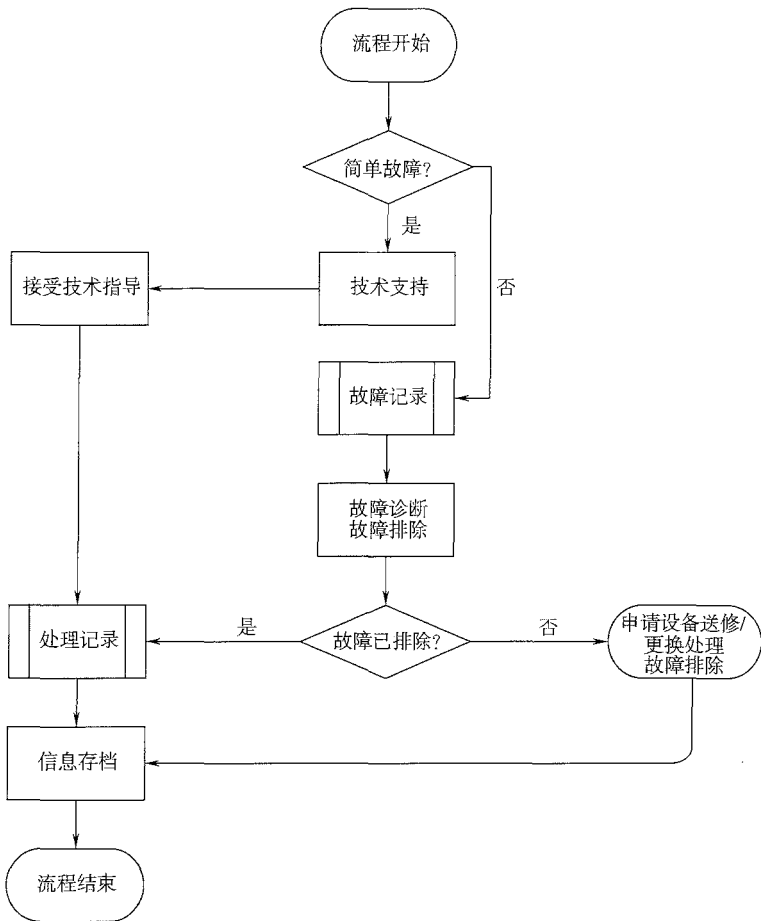 流程开始
简单故障?
是
接受技术指导
技术支持
否
故障记录
故障诊断
故障排除
处理记录
是
故障已排除?
否
申请设备送修/
更换处理
故障排除
信息存档
流程结束